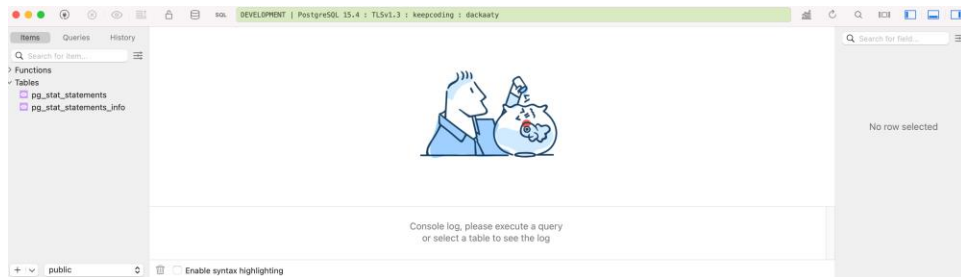 SQL
DEVELOPMENT | PostgreSQL 15.4 : TLSv1.3 : keepcoding : dackaaty
Items Queries History
Search for item...
Functions
Tables
pg_stat_statements
pg_stat_statements_info
Search for field...
No row selected
Console log, please execute a query
or select a table to see the log
+ public
Enable syntax highlighting